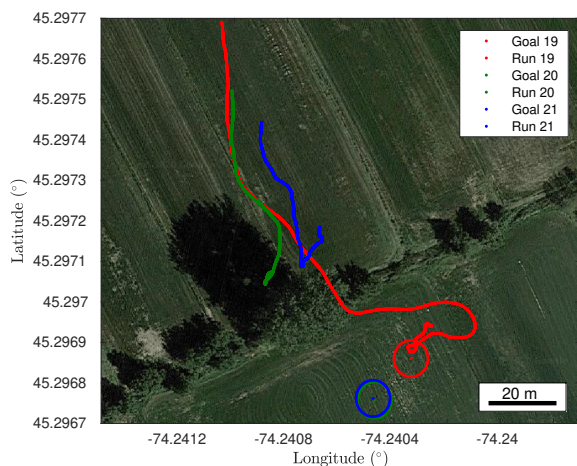 45.2977
45.2976
45.2975
45.2974
45.2973
45.2972
45.2971
45.297
45.2969
45.2968
45.2967
Latitude (°)
Goal 19
Run 19
Goal 20
Run 20
Goal 21
Run 21
20 m
-74.2412
-74.2408
-74.2404
-74.24
Longitude (°)